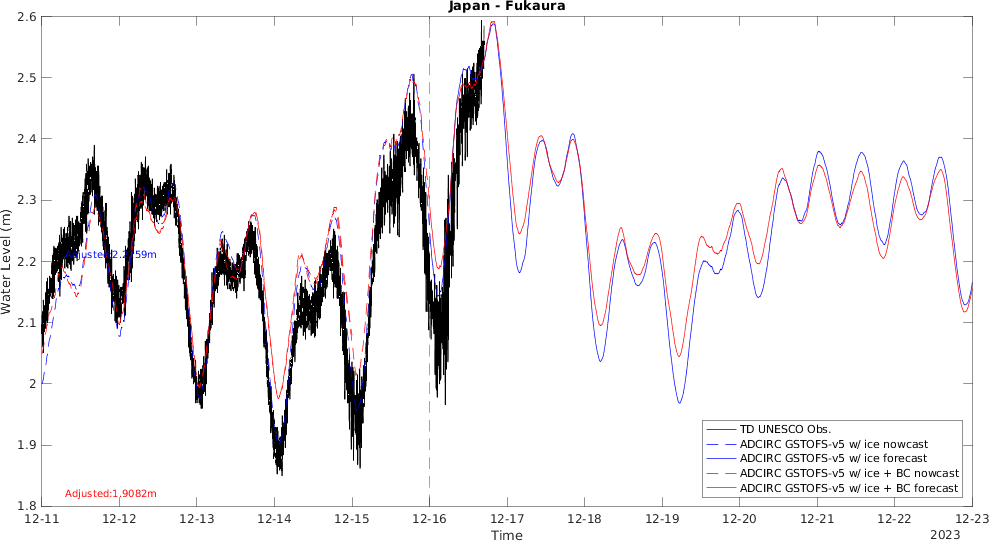 Japan - Fukaura
2.6
2.5
2.4
2.3
2.2
2.1
2
1.9
1.8
Water Level (m)
Adjusted:1.9082m
TD UNESCO Obs.
ADCIRC GSTOFS-v5 w/ ice nowcast
ADCIRC GSTOFS-v5 w/ ice forecast
ADCIRC GSTOFS-v5 w/ ice + BC nowcast
ADCIRC GSTOFS-v5 w/ ice + BC forecast
12-11 12-12 12-13 12-14 12-15 12-16 12-17 12-18 12-19 12-20 12-21 12-22 12-23
Time
2023